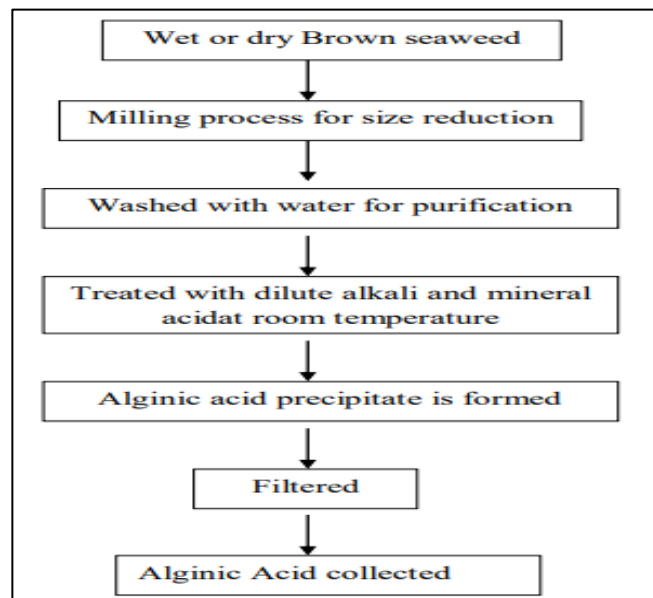 Wet or dry Brown seaweed
Milling process for size reduction
Washed with water for purification
Treated with dilute alkali and mineral
acidat room temperature
Alginic acid precipitate is formed
Filtered
Alginic Acid collected